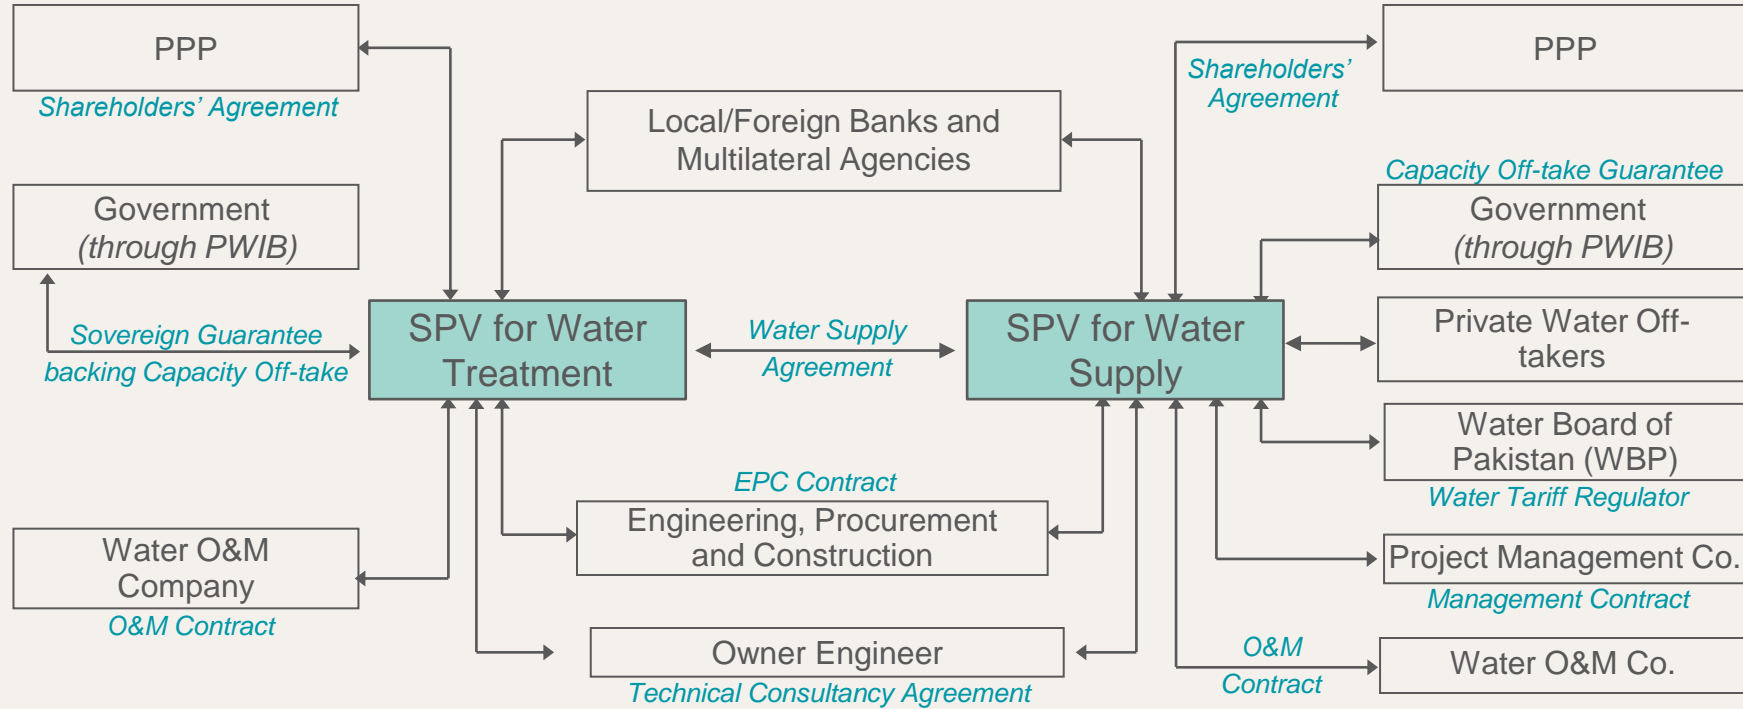 PPP
Shareholders’ Agreement
Government
(through PWIB)
Sovereign Guarantee
backing Capacity Off-take
Water O&M
Company
O&M Contract
Local/Foreign Banks and
Multilateral Agencies
SPV for Water
Treatment
Water Supply
Agreement
SPV for Water
Supply
EPC Contract
Engineering, Procurement
and Construction
Owner Engineer
Technical Consultancy Agreement
Shareholders’
Agreement
PPP
Capacity Off-take Guarantee
Government
(through PWIB)
Private Water Off-
takers
Water Board of
Pakistan (WBP)
Water Tariff Regulator
Project Management Co.
Management Contract
O&M
Contract
Water O&M Co.